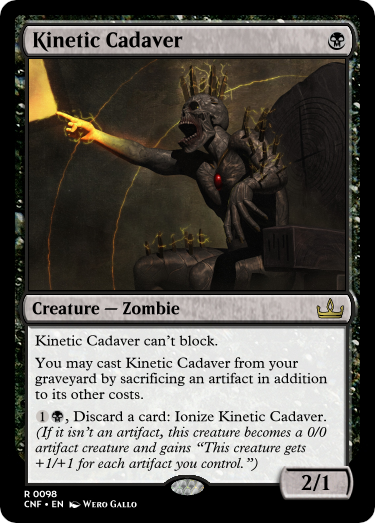 Kinetic Cadaver
Creature — Zombie
Kinetic Cadaver can't block.
You may cast Kinetic Cadaver from your
graveyard by sacrificing an artifact in addition
to its other costs.
1, Discard a card: Ionize Kinetic Cadaver.
(If it isn't an artifact, this creature becomes a 0/0
artifact creature and gains “This creature gets
+1/+1 for each artifact you control.”)
2/1
R 0098
CNF • EN Wero Gallo